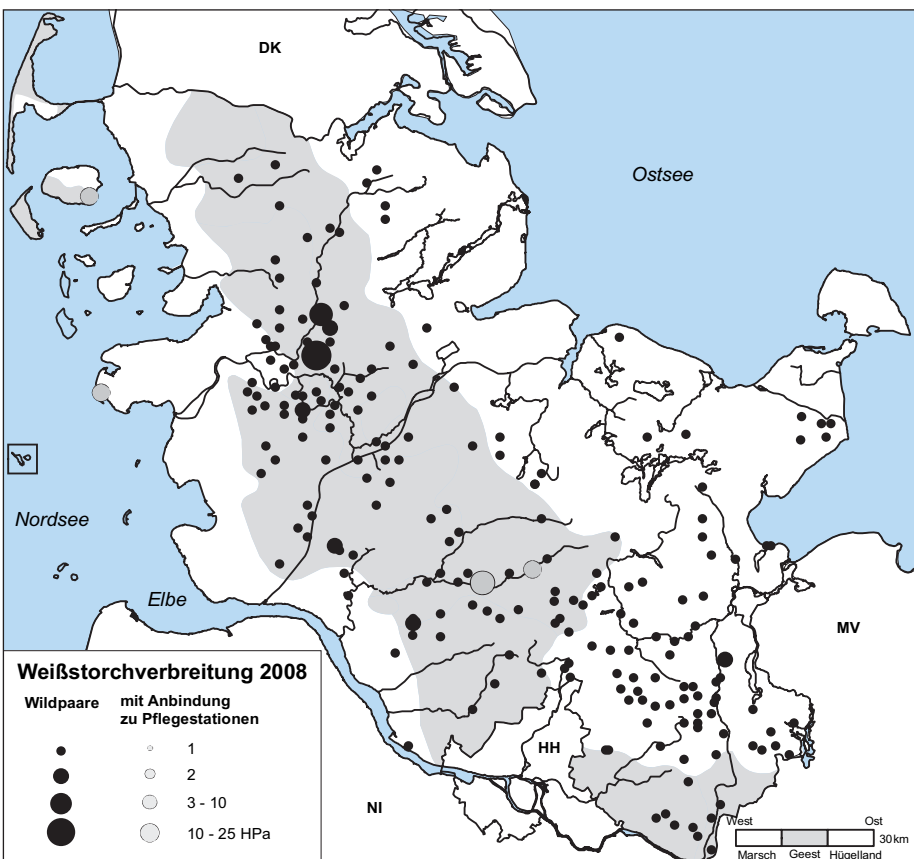 DK
Ostsee
Nordsee
Elbe
MV
HH
NI
Weißstorchverbreitung 2008
Wildpaare
mit Anbindung
zu Pflegestationen
1
2
3 - 10
10 - 25 HPa
West Ost
30 km
Marsch Geest Hügelland